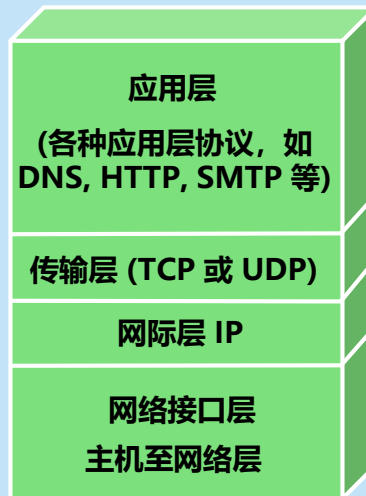 应用层
(各种应用层协议，如
DNS, HTTP, SMTP 等)
传输层 (TCP 或 UDP)
网际层 IP
网络接口层
主机至网络层